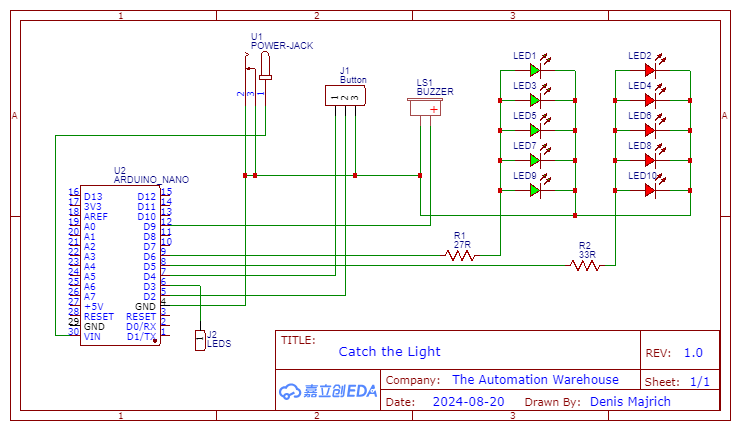 1 2 3
A A
U1
POWER-JACK
2 3 1
J1
Button
1 2 3
LS1
BUZZER
+
LED1 LED2
LED3 LED4
LED5 LED6
LED7 LED8
LED9 LED10
U2
ARDUINO_NANO
16 D13 D12 15
17 3V3 D11 14
18 AREF D10 13
19 A0 D9 12
20 A1 D8 11
21 A2 D7 10
22 A3 D6 9
23 A4 D5 8
24 A5 D4 7
25 A6 D3 6
26 A7 D2 5
27 +5V GND 4
28 RESET RESET 3
29 GND D0/RX 2
30 VIN D1/TX 1
R1
27R
R2
33R
1
J2
LEDS
TITLE:
Catch the Light
REV: 1.0
嘉立创EDA
Company: The Automation Warehouse
Sheet: 1/1
Date: 2024-08-20 Drawn By: Denis Majrich
1 2 3